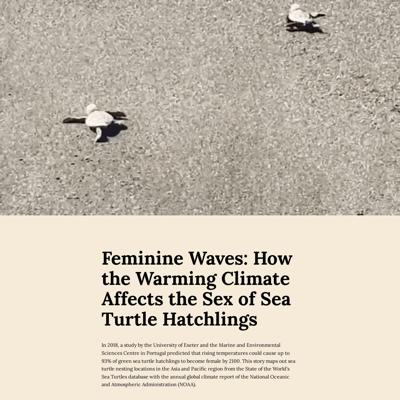 Feminine Waves: How
the Warming Climate
Affects the Sex of Sea
Turtle Hatchlings
In 2018, a study by the University of Exeter and the Marine and Environmental
Sciences Centre in Portugal predicted that rising temperatures could cause up to
93% of green sea turtle hatchlings to become female by 2100. This story maps out sea
turtle nesting locations in the Asia and Pacific region from the State of the World's
Sea Turtles database with the annual global climate report of the National Oceanic
and Atmospheric Administration (NOAA).